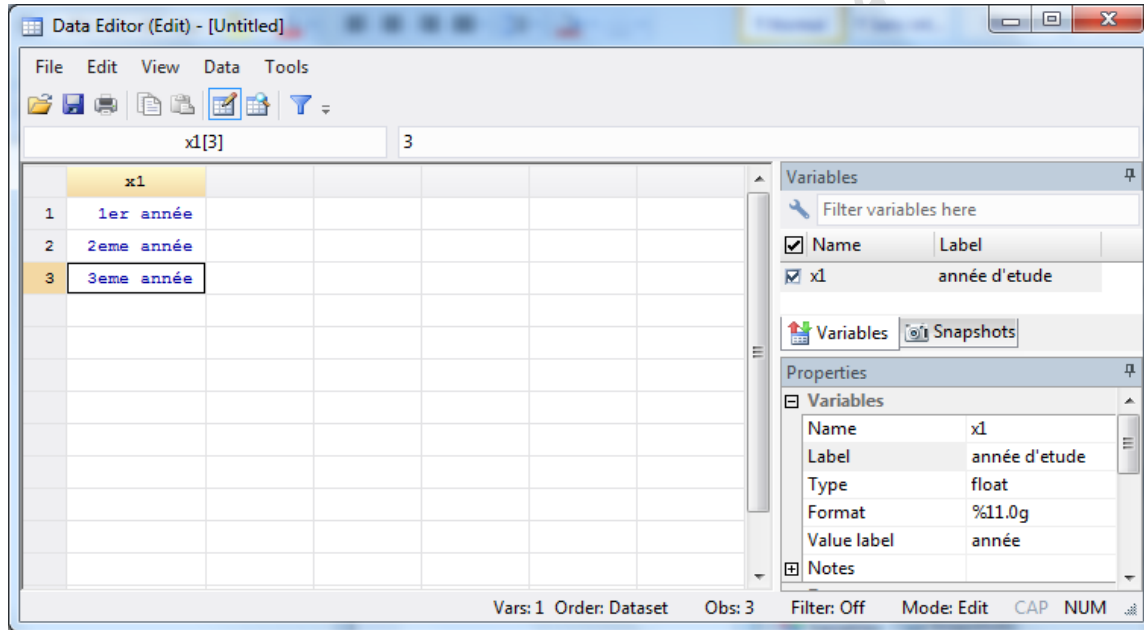 Data Editor (Edit) - [Untitled]
File Edit View Data Tools
x1[3] 3
x1
1 1er année
2 2eme année
3 3eme année
Variables
Filter variables here
Name Label
x1 année d'etude
Variables Snapshots
Properties
Variables
Name x1
Label année d'etude
Type float
Format %11.0g
Value label année
Notes
Vars: 1 Order: Dataset Obs: 3 Filter: Off Mode: Edit CAP NUM